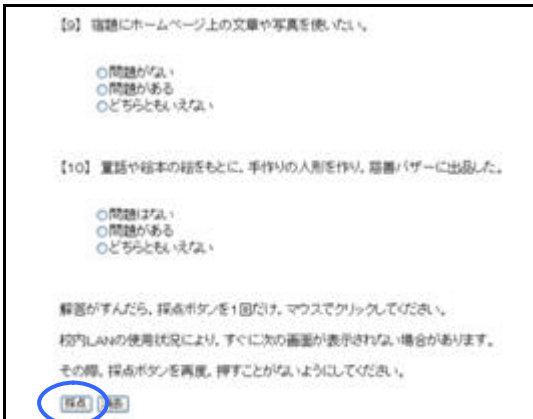 【9】 宿題にホームページ上の文章や写真を使いたい。
○問題がない
○問題がある
○どちらともいえない
【10】 童話や絵本の絵をもとに、手作りの人形を作り、慈善バザーに出品した。
○問題はない
○問題がある
○どちらともいえない
解答がすんだら、採点ボタンを1回だけ、マウスでクリックしてください。
校内LANの使用状況により、すぐに次の画面が表示されない場合があります。
その際、採点ボタンを再度、押すことがないようにしてください。
採点